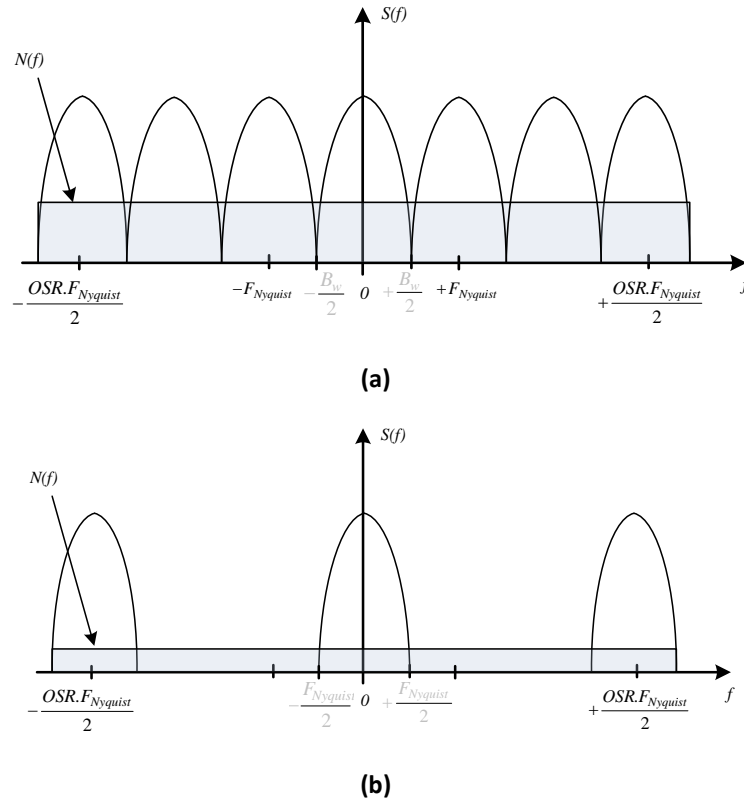 S(f)
N(f)
-OSR.F_Nyquist/2
-F_Nyquist
-B_w/2
0
+B_w/2
+F_Nyquist
+OSR.F_Nyquist/2
(a)
S(f)
N(f)
-OSR.F_Nyquist/2
-F_Nyquist/2
0
+F_Nyquist/2
+OSR.F_Nyquist/2
f
(b)